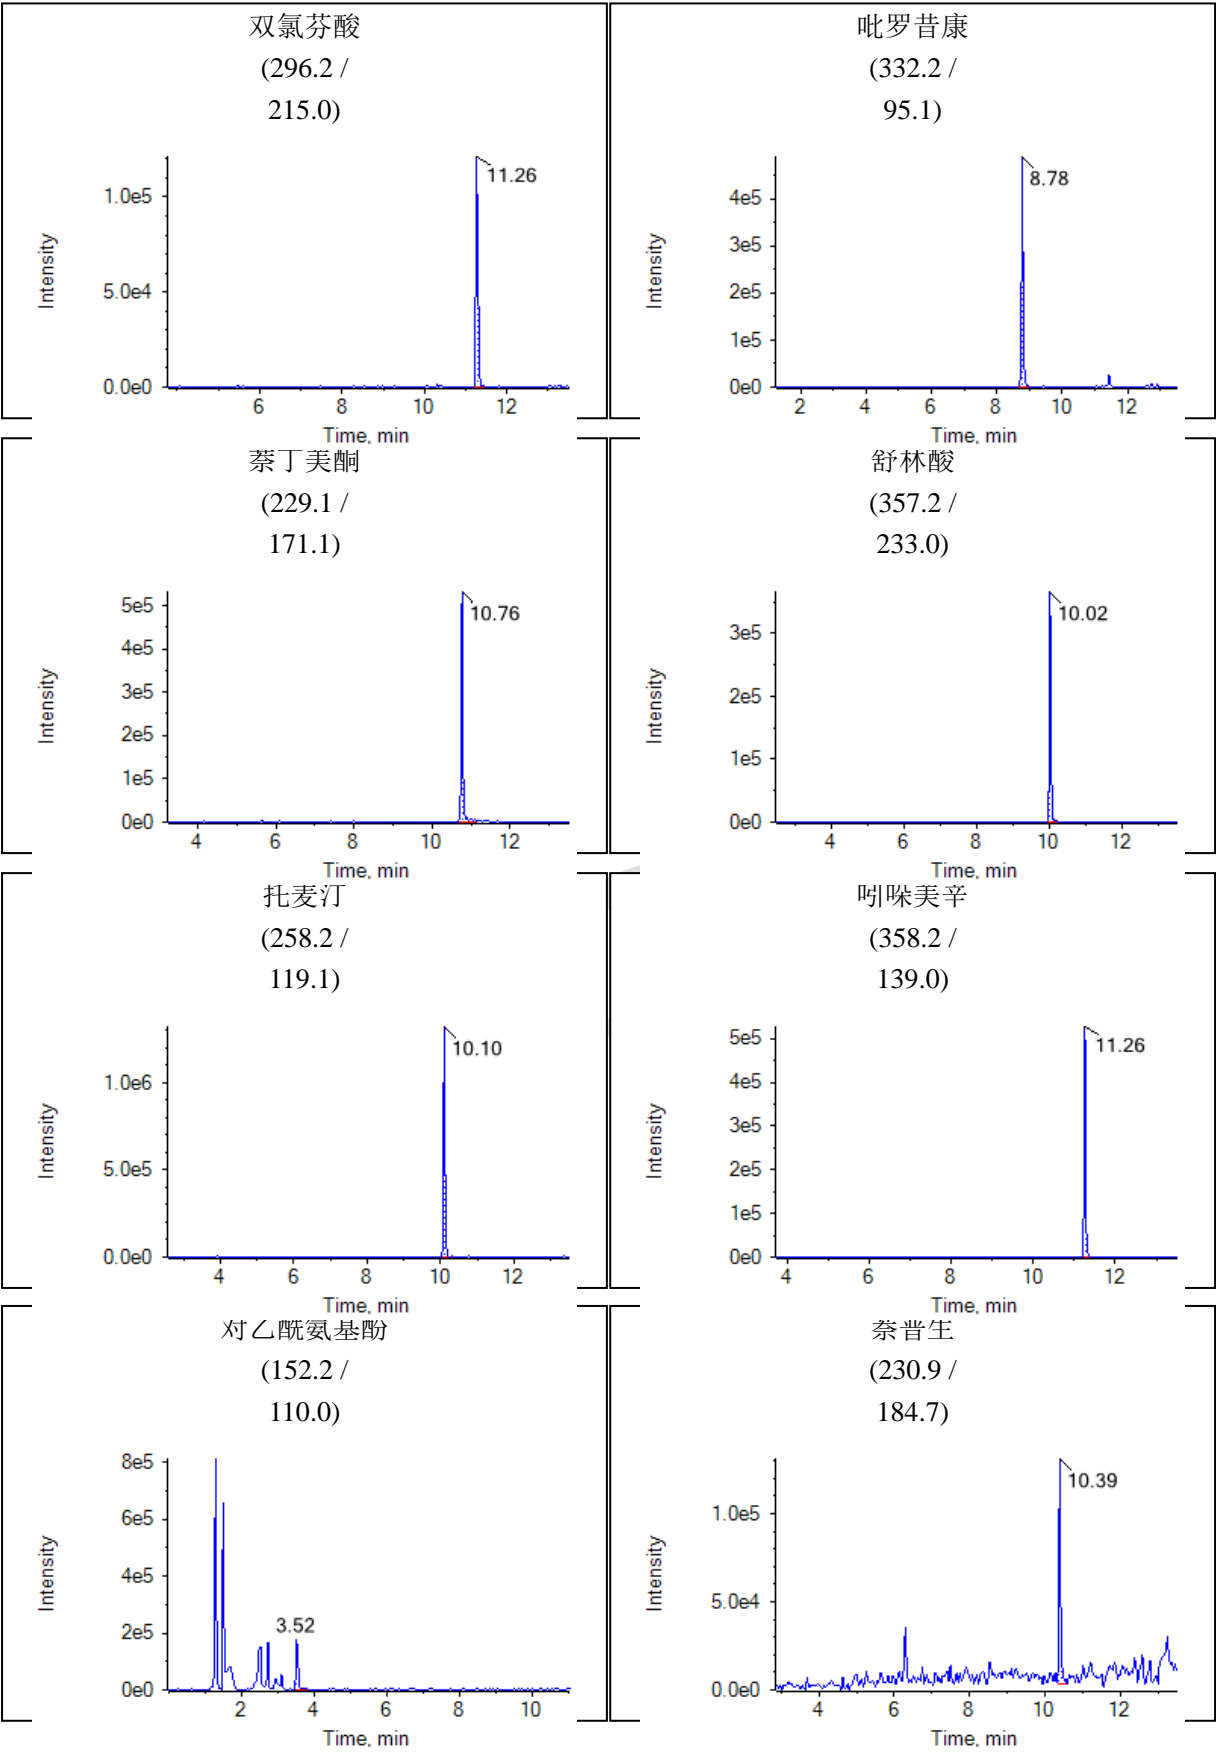 双氯芬酸
(296.2 /
215.0)
11.26
1.0e5
5.0e4
0.0e0
Intensity
6 8 10 12
Time, min
吡罗昔康
(332.2 /
95.1)
8.78
4e5
3e5
2e5
1e5
0e0
Intensity
2 4 6 8 10 12
Time, min
萘丁美酮
(229.1 /
171.1)
10.76
5e5
4e5
3e5
2e5
1e5
0e0
Intensity
4 6 8 10 12
Time, min
舒林酸
(357.2 /
233.0)
10.02
3e5
2e5
1e5
0e0
Intensity
4 6 8 10 12
Time, min
托麦汀
(258.2 /
119.1)
10.10
1.0e6
5.0e5
0.0e0
Intensity
4 6 8 10 12
Time, min
吲哚美辛
(358.2 /
139.0)
11.26
5e5
4e5
3e5
2e5
1e5
0e0
Intensity
4 6 8 10 12
Time, min
对乙酰氨基酚
(152.2 /
110.0)
8e5
6e5
4e5
3.52
2e5
0e0
Intensity
2 4 6 8 10
Time, min
萘普生
(230.9 /
184.7)
10.39
1.0e5
5.0e4
0.0e0
Intensity
4 6 8 10 12
Time, min